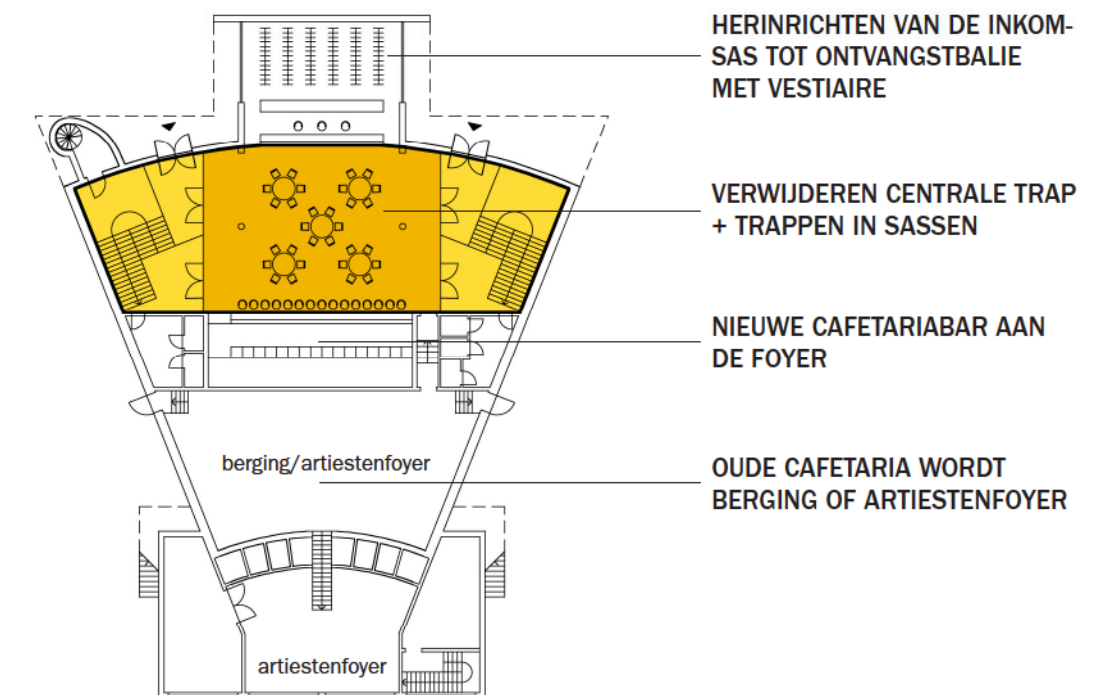 HERINRICHTEN VAN DE INKOM-
SAS TOT ONTVANGSTBALIE
MET VESTIAIRE
VERWIJDEREN CENTRALE TRAP
+ TRAPPEN IN SASSEN
NIEUWE CAFETARIABAR AAN
DE FOYER
berging/artiestenfoyer
OUDE CAFETARIA WORDT
BERGING OF ARTIESTENFOYER
artiestenfoyer